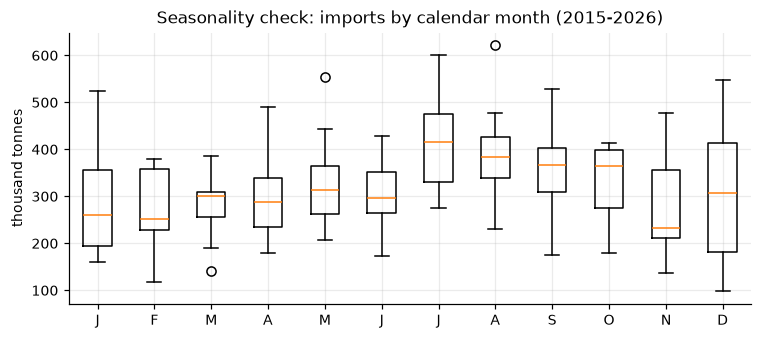 Seasonality check: imports by calendar month (2015-2026)
thousand tonnes
600
500
400
300
200
100
J F M A M J J A S O N D